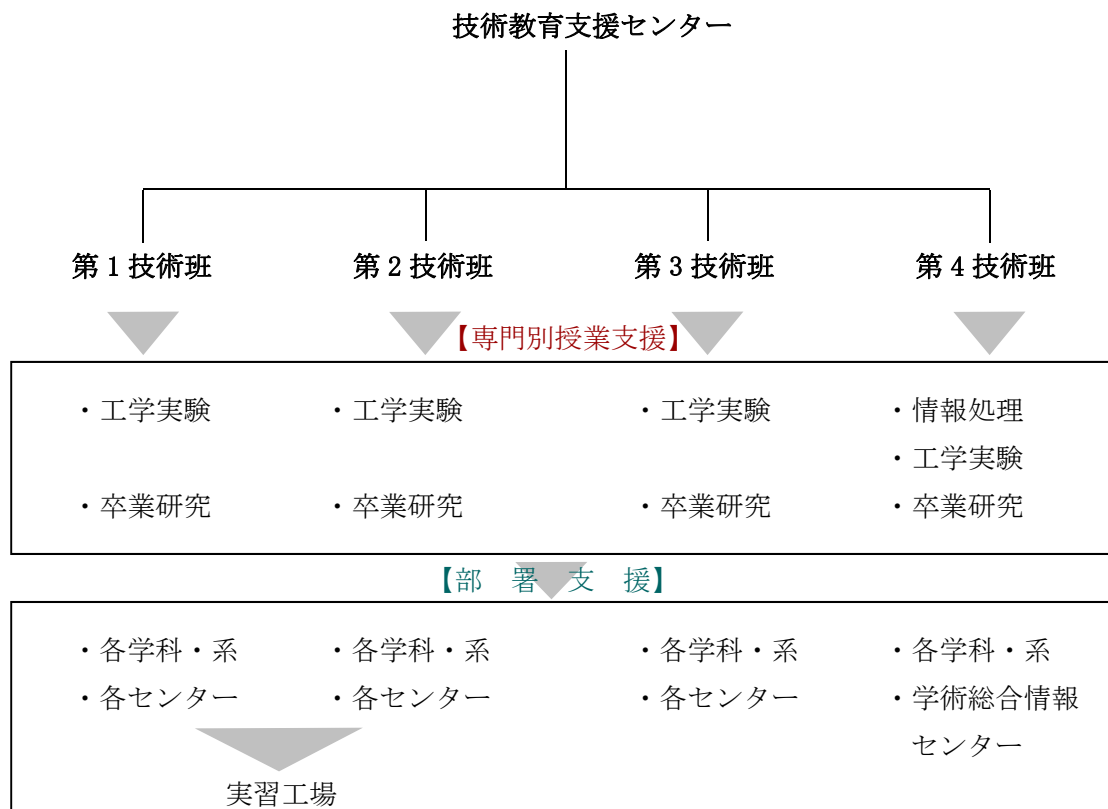 技術教育支援センター
第1技術班 第2技術班 第3技術班 第4技術班
【専門別授業支援】
・工学実験 ・工学実験 ・工学実験 ・情報処理
・工学実験
・卒業研究 ・卒業研究 ・卒業研究 ・卒業研究
【部 署 支 援】
・各学科・系 ・各学科・系 ・各学科・系 ・各学科・系
・各センター ・各センター ・各センター ・学術総合情報
センター
実習工場